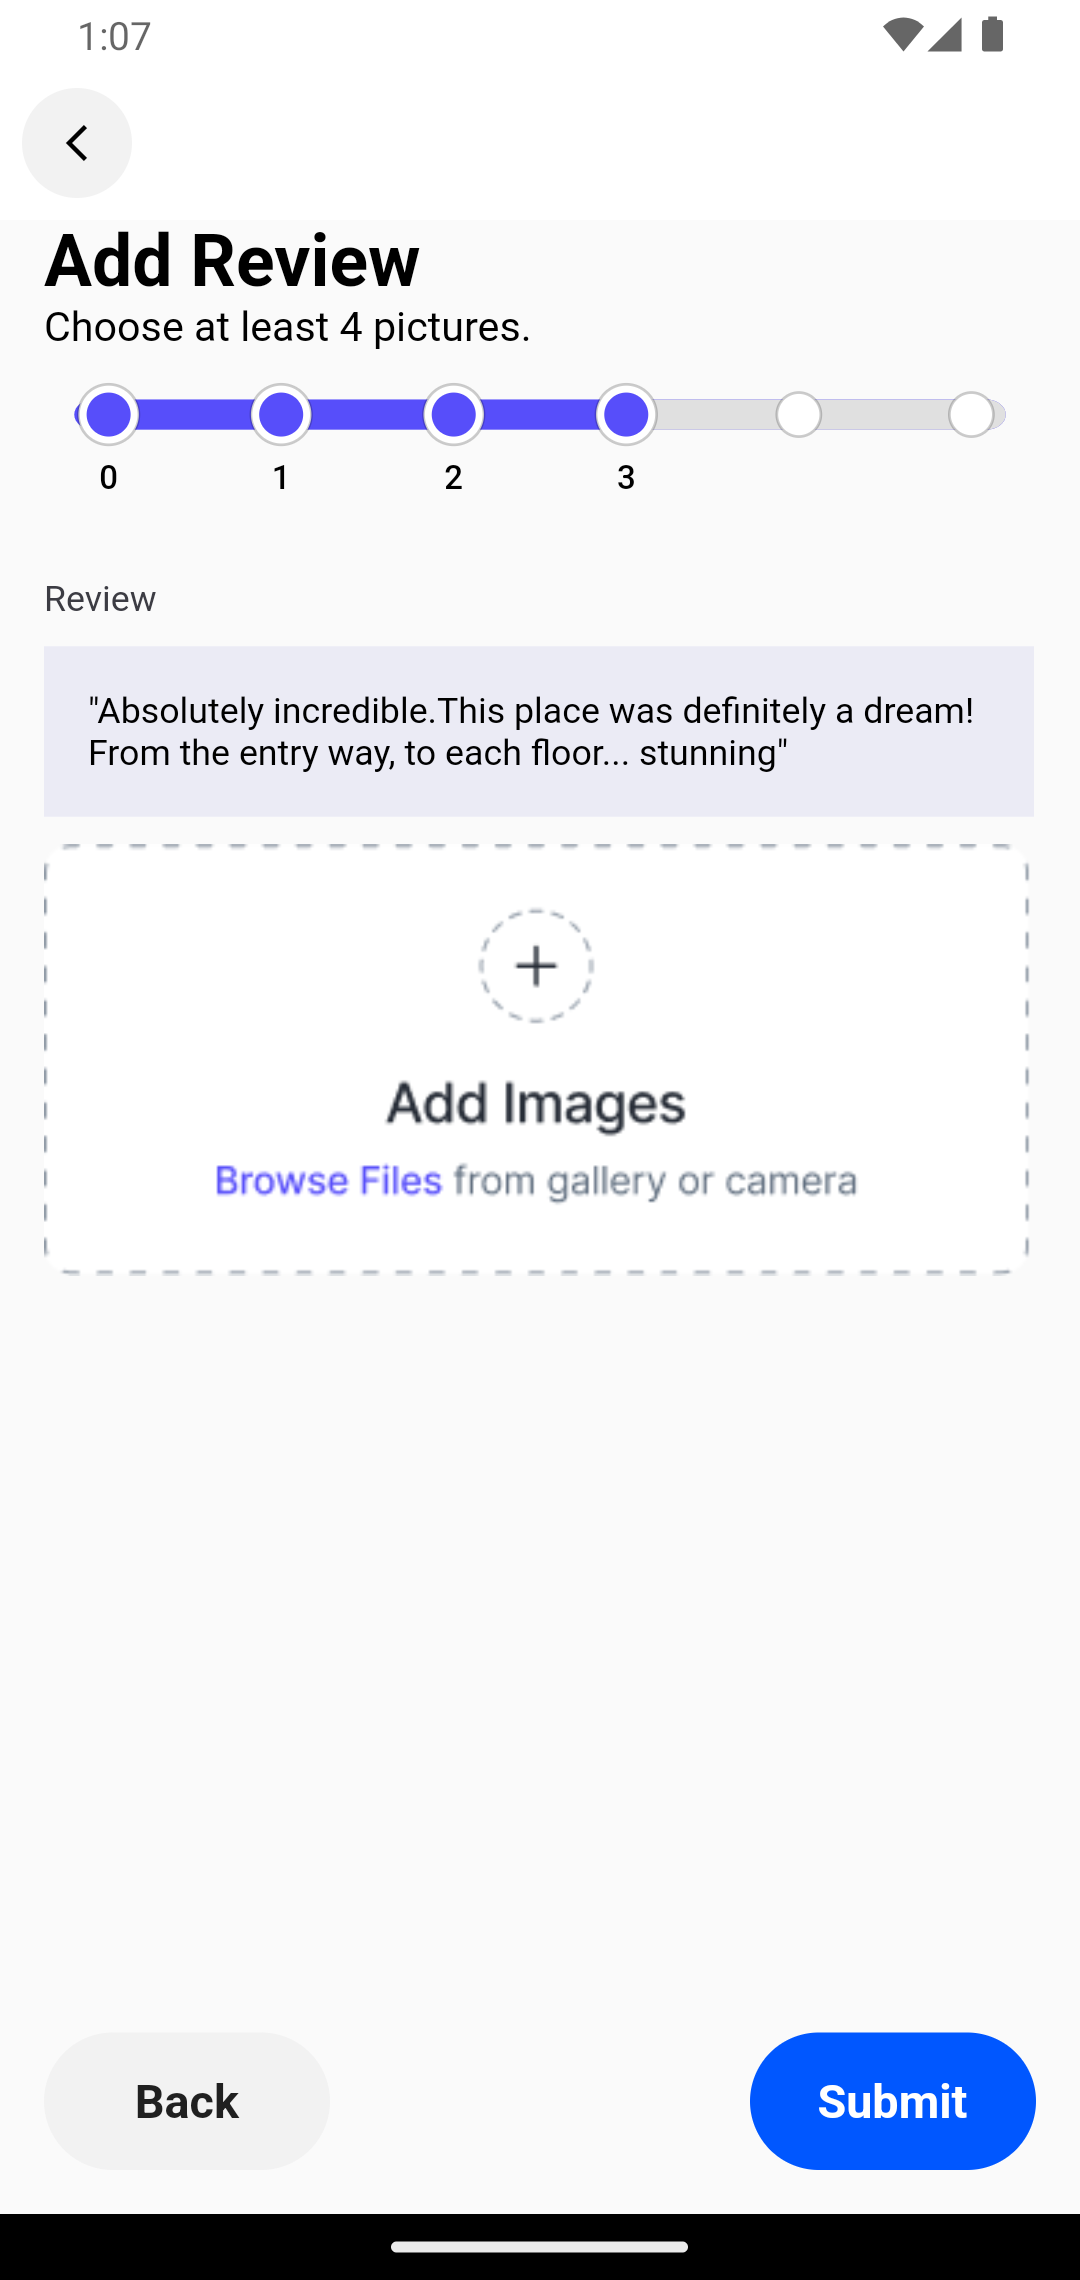 1:07
Add Review
Choose at least 4 pictures.
0 1 2 3
Review
"Absolutely incredible.This place was definitely a dream!
From the entry way, to each floor... stunning"
Add Images
Browse Files from gallery or camera
Back
Submit